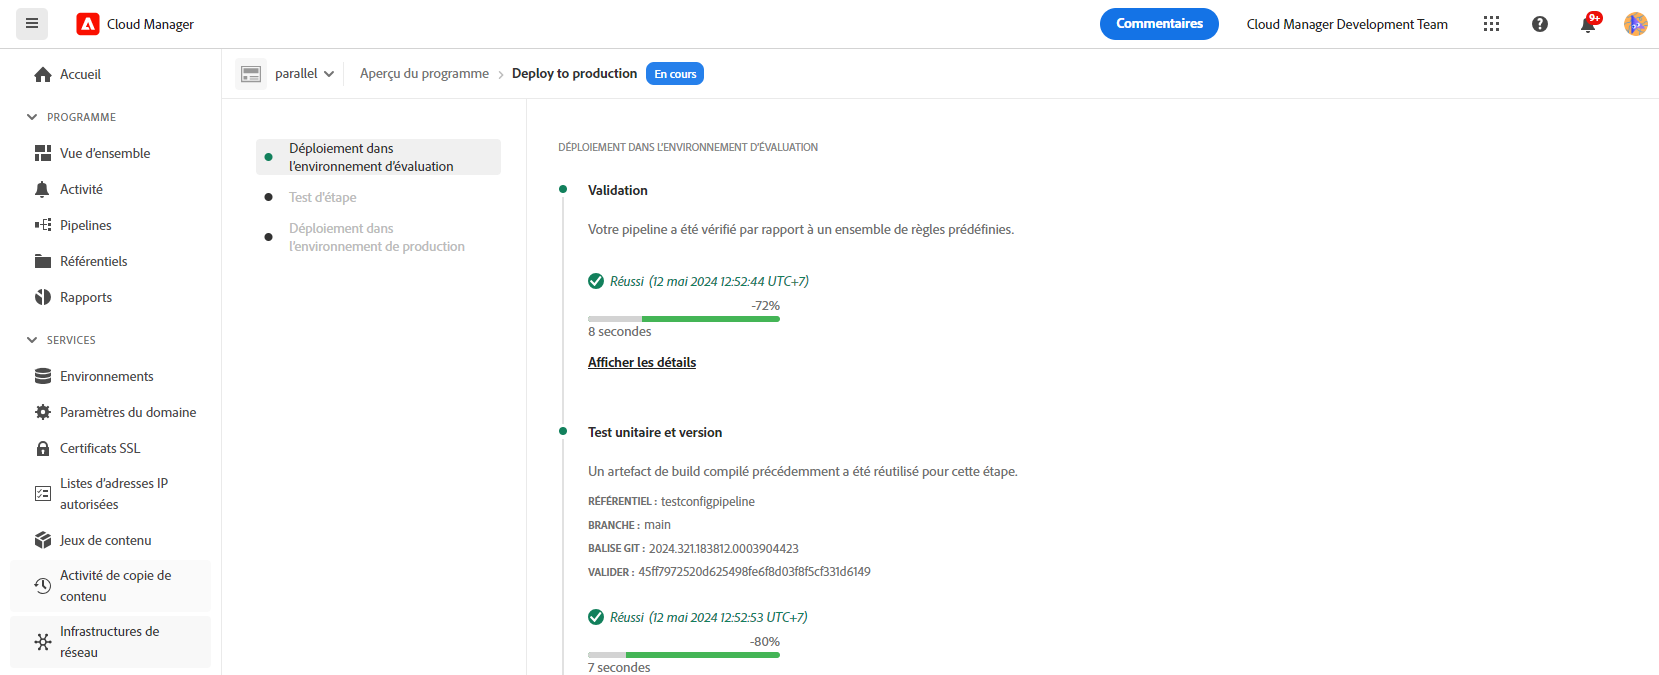 Cloud Manager
Commentaires
Cloud Manager Development Team
9+
Accueil
PROGRAMME
Vue d'ensemble
Activité
Pipelines
Référentiels
Rapports
SERVICES
Environnements
Paramètres du domaine
Certificats SSL
Listes d'adresses IP
autorisées
Jeux de contenu
Activité de copie de
contenu
Infrastructures de
réseau
parallel
Aperçu du programme › Deploy to production En cours
Déploiement dans
l'environnement d'évaluation
Test d'étape
Déploiement dans
l'environnement de production
DÉPLOIEMENT DANS L'ENVIRONNEMENT D'ÉVALUATION
Validation
Votre pipeline a été vérifié par rapport à un ensemble de règles prédéfinies.
Réussi (12 mai 2024 12:52:44 UTC+7)
-72%
8 secondes
Afficher les détails
Test unitaire et version
Un artefact de build compilé précédemment a été réutilisé pour cette étape.
RÉFÉRENTIEL : testconfigpipeline
BRANCHE : main
BALISE GIT : 2024.321.183812.0003904423
VALIDER : 45ff7972520d625498fe6f8d03f8f5cf331d6149
Réussi (12 mai 2024 12:52:53 UTC+7)
-80%
7 secondes